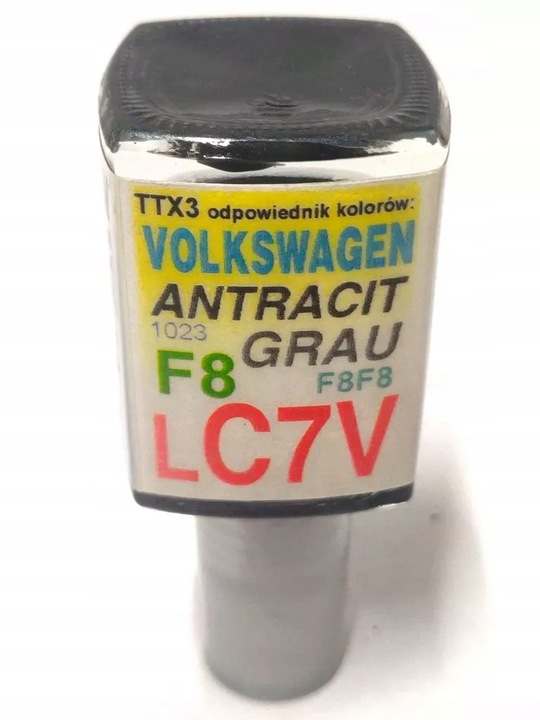 TTX3 odpowiednik kolorów:
VOLKSWAGEN
ANTRACIT
1023 GRAU
F8 F8F8
LC7V